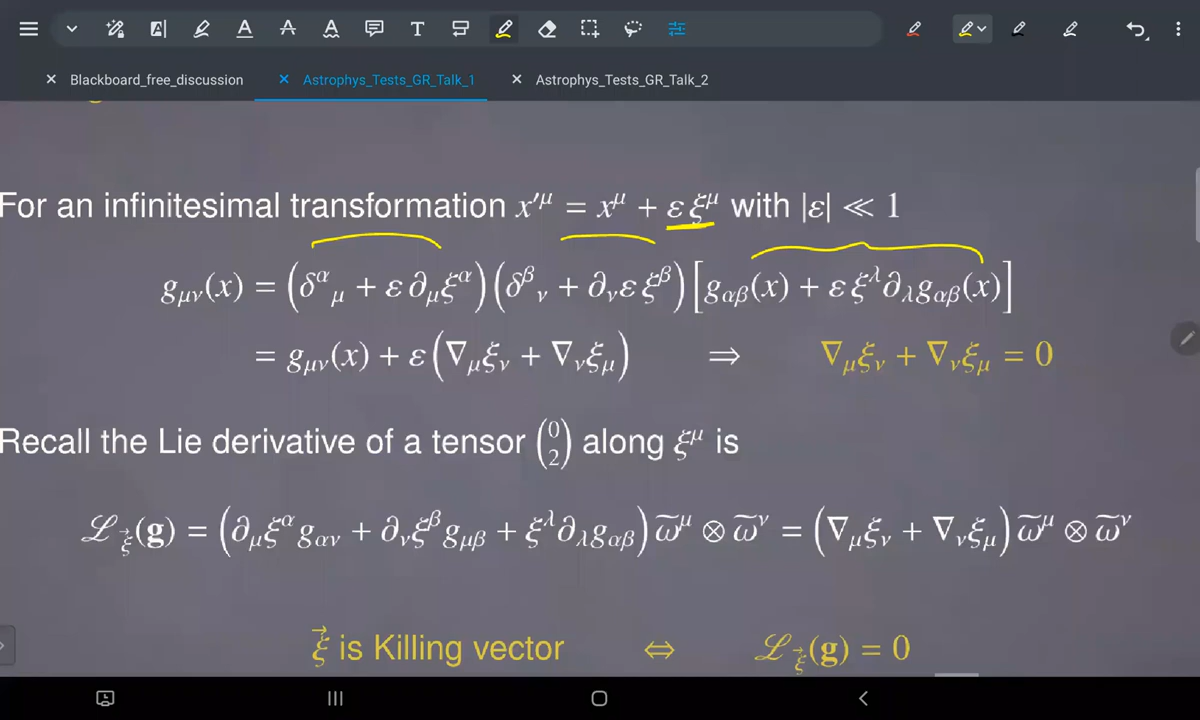 Blackboard_free_discussion Astrophys_Tests_GR_Talk_1 Astrophys_Tests_GR_Talk_2
For an infinitesimal transformation x′^μ = x^μ + ε ξ^μ with |ε| ≪ 1
g_μν(x) = (δ^α_μ + ε ∂_μξ^α)(δ^β_ν + ∂_νε ξ^β)[g_αβ(x) + ε ξ^λ∂_λg_αβ(x)]
= g_μν(x) + ε(∇_μξ_ν + ∇_νξ_μ) ⇒ ∇_μξ_ν + ∇_νξ_μ = 0
Recall the Lie derivative of a tensor (0 2) along ξ^μ is
ℒ_ξ⃗(g) = (∂_μξ^α g_αν + ∂_νξ^β g_μβ + ξ^λ∂_λg_αβ) ω̃^μ ⊗ ω̃^ν = (∇_μξ_ν + ∇_νξ_μ) ω̃^μ ⊗ ω̃^ν
ξ⃗ is Killing vector ⇔ ℒ_ξ⃗(g) = 0